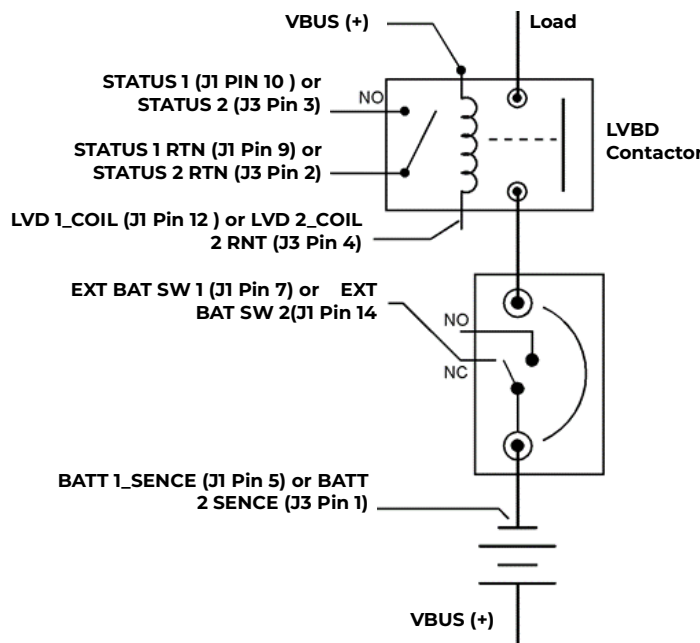 VBUS (+)
Load
STATUS 1 (J1 PIN 10 ) or
STATUS 2 (J3 Pin 3)
NO
STATUS 1 RTN (J1 Pin 9) or
STATUS 2 RTN (J3 Pin 2)
LVBD
Contactor
LVD 1_COIL (J1 Pin 12 ) or LVD 2_COIL
2 RNT (J3 Pin 4)
EXT BAT SW 1 (J1 Pin 7) or EXT
BAT SW 2(J1 Pin 14
NO
NC
BATT 1_SENCE (J1 Pin 5) or BATT
2 SENCE (J3 Pin 1)
VBUS (+)